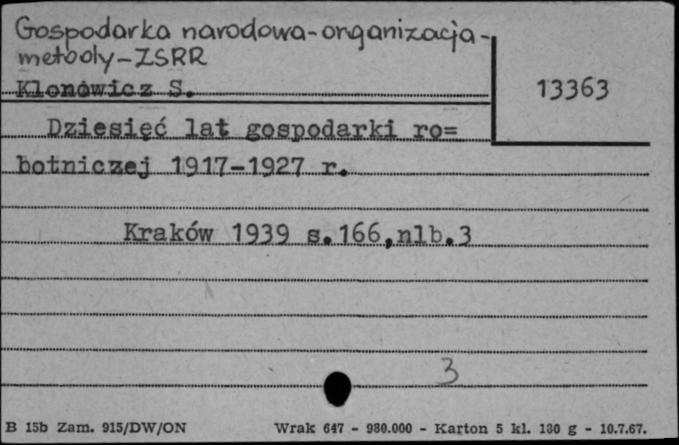 Gospodarka narodowa-organizacja-
metody-ZSRR
Klonowicz S.
13363
Dziesięć lat gospodarki ro=
botniczej 1917-1927 r.
Kraków 1939 s.166,nlb.3
3
B 15b Zam. 915/DW/ON Wrak 647 - 980.000 - Karton 5 kl. 180 g - 10.7.67.